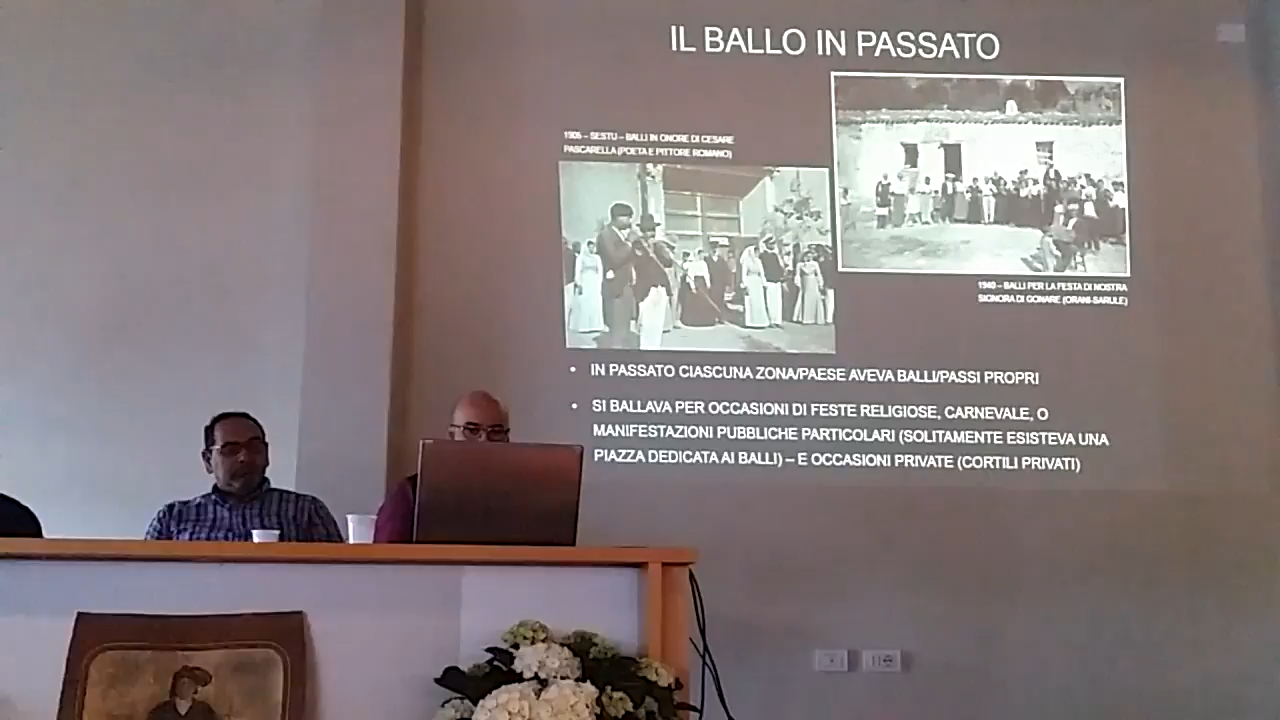 IL BALLO IN PASSATO
1905 – SESTU – BALLI IN ONORE DI CESARE
PASCARELLA (POETA E PITTORE ROMANO)
1940 – BALLI PER LA FESTA DI NOSTRA
SIGNORA DI GONARE (ORANI-SARULE)
• IN PASSATO CIASCUNA ZONA/PAESE AVEVA BALLI/PASSI PROPRI
• SI BALLAVA PER OCCASIONI DI FESTE RELIGIOSE, CARNEVALE, O
MANIFESTAZIONI PUBBLICHE PARTICOLARI (SOLITAMENTE ESISTEVA UNA
PIAZZA DEDICATA AI BALLI) – E OCCASIONI PRIVATE (CORTILI PRIVATI)